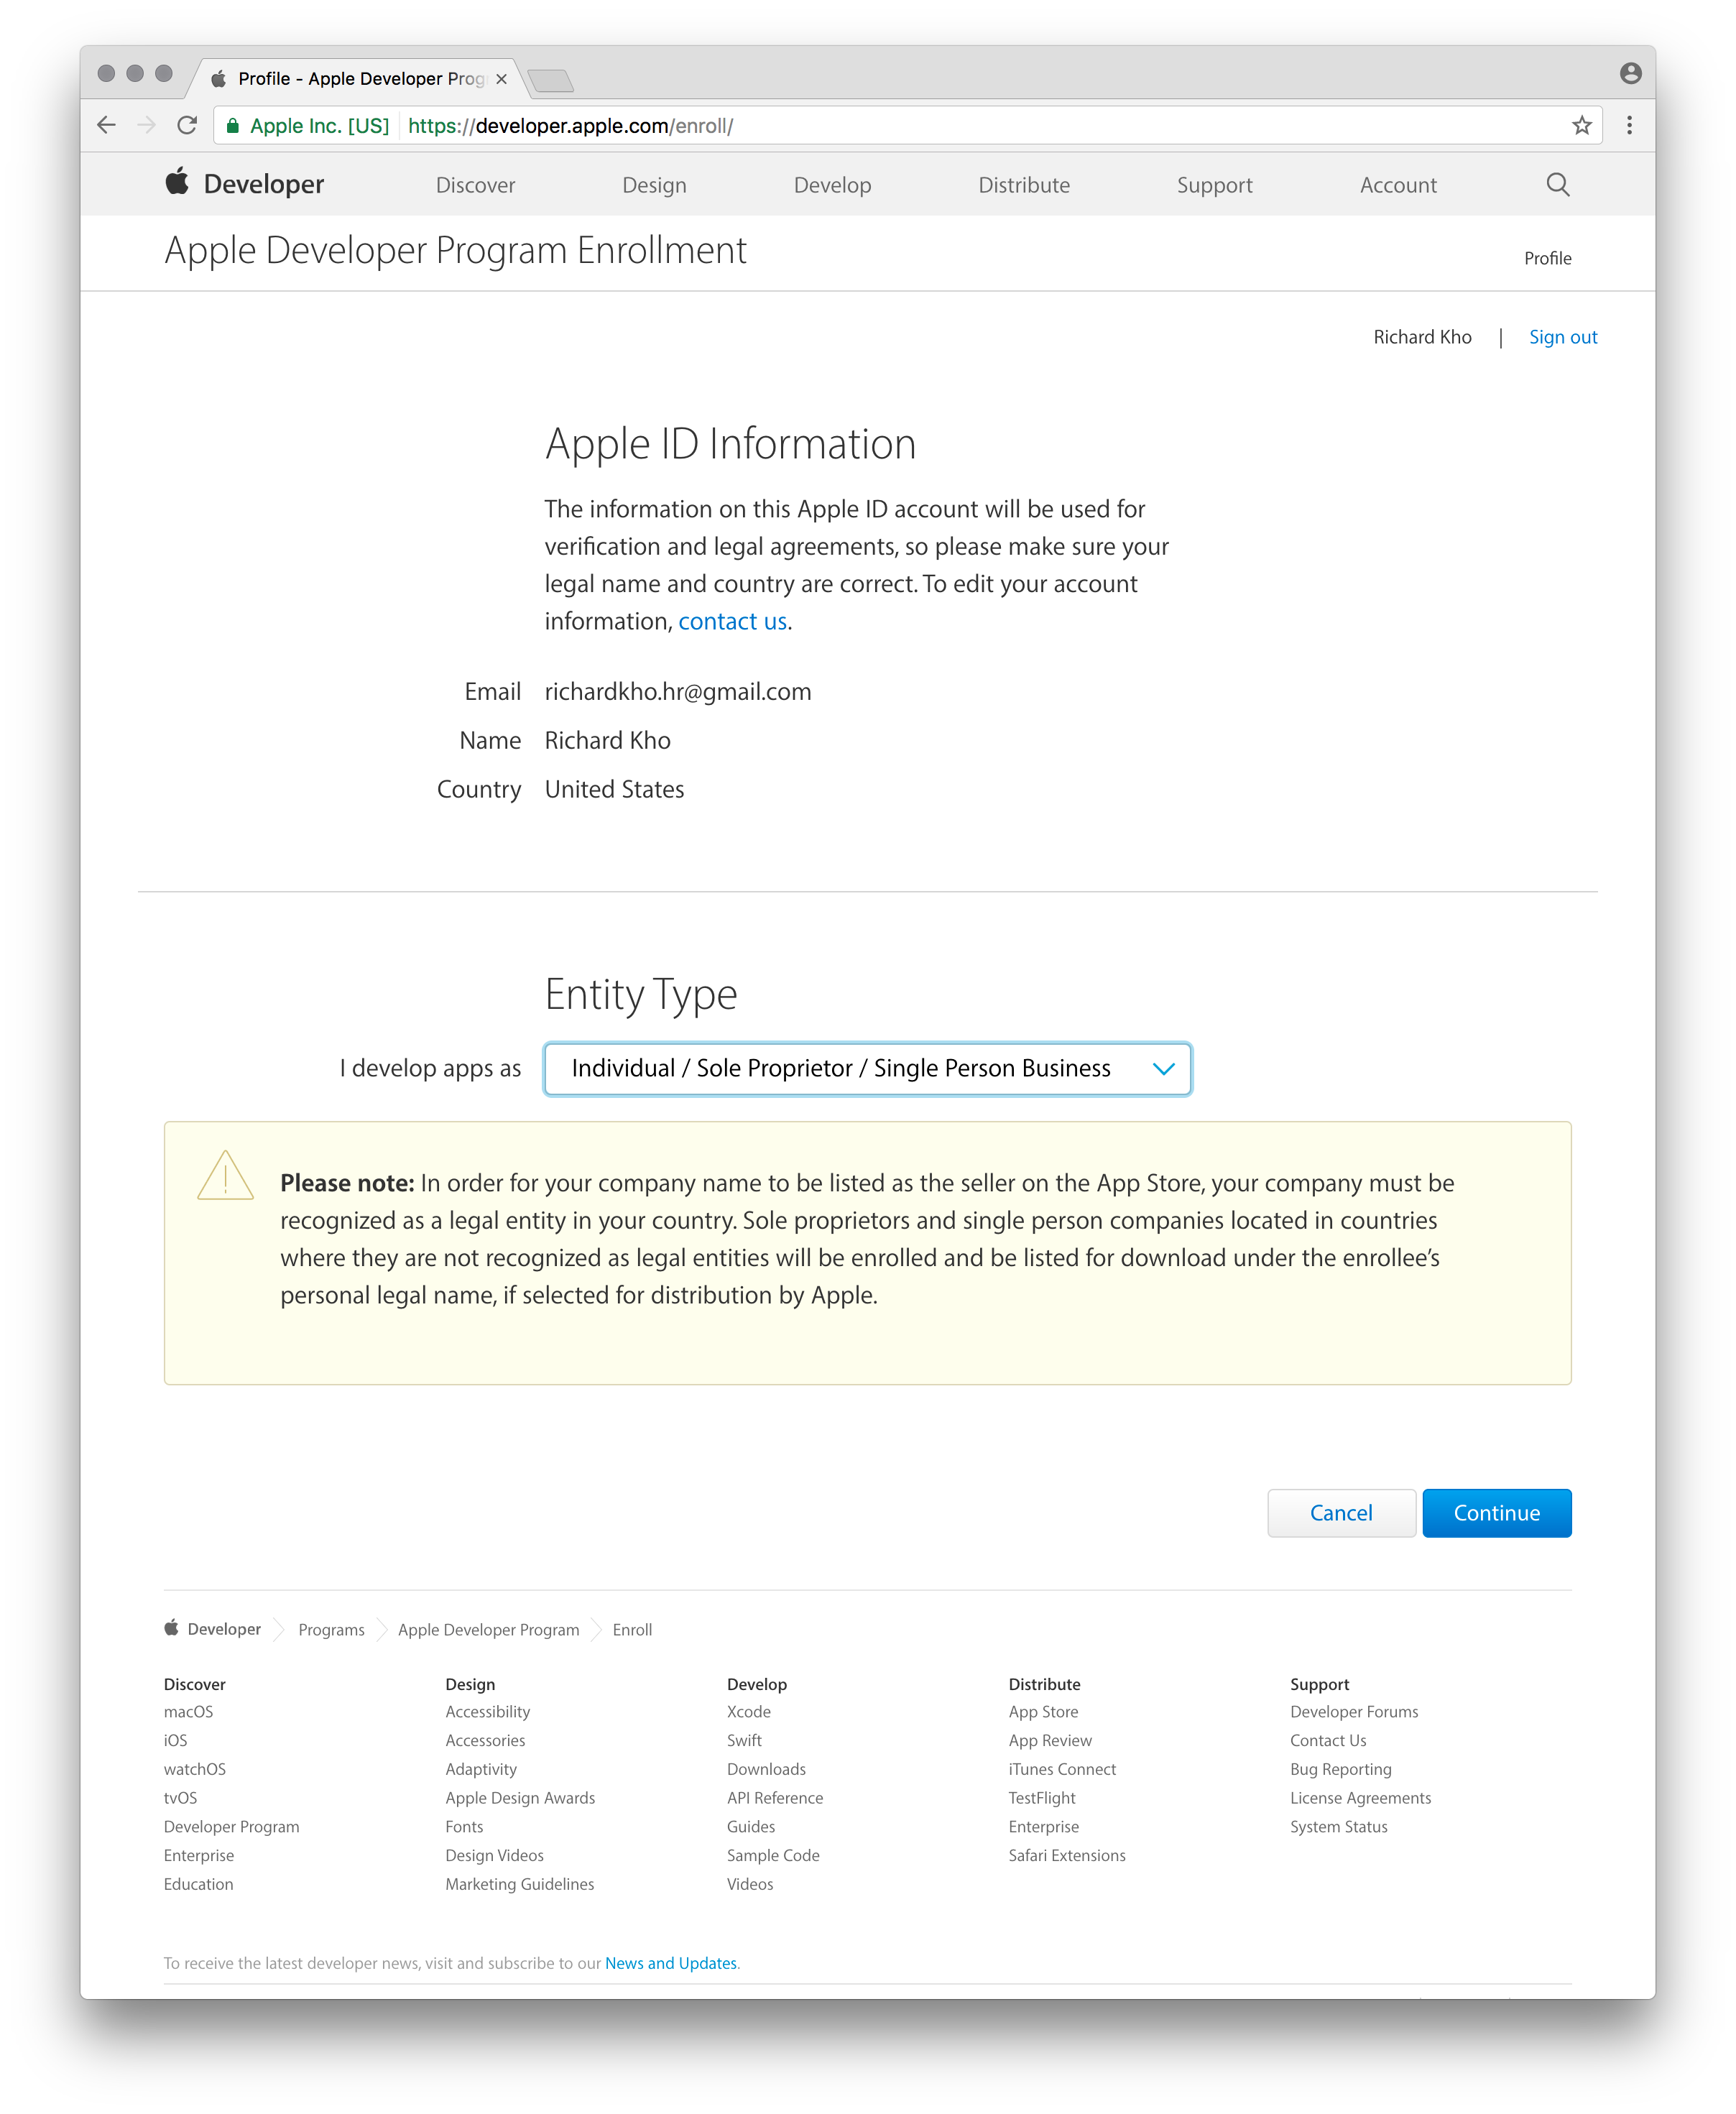 Profile - Apple Developer Prog
Apple Inc. [US] https://developer.apple.com/enroll/
Developer Discover Design Develop Distribute Support Account
Apple Developer Program Enrollment
Profile
Richard Kho | Sign out
Apple ID Information
The information on this Apple ID account will be used for
verification and legal agreements, so please make sure your
legal name and country are correct. To edit your account
information, contact us.
Email richardkho.hr@gmail.com
Name Richard Kho
Country United States
Entity Type
I develop apps as Individual / Sole Proprietor / Single Person Business
Please note: In order for your company name to be listed as the seller on the App Store, your company must be
recognized as a legal entity in your country. Sole proprietors and single person companies located in countries
where they are not recognized as legal entities will be enrolled and be listed for download under the enrollee’s
personal legal name, if selected for distribution by Apple.
Cancel Continue
Developer Programs Apple Developer Program Enroll
Discover
macOS
iOS
watchOS
tvOS
Developer Program
Enterprise
Education
Design
Accessibility
Accessories
Adaptivity
Apple Design Awards
Fonts
Design Videos
Marketing Guidelines
Develop
Xcode
Swift
Downloads
API Reference
Guides
Sample Code
Videos
Distribute
App Store
App Review
iTunes Connect
TestFlight
Enterprise
Safari Extensions
Support
Developer Forums
Contact Us
Bug Reporting
License Agreements
System Status
To receive the latest developer news, visit and subscribe to our News and Updates.